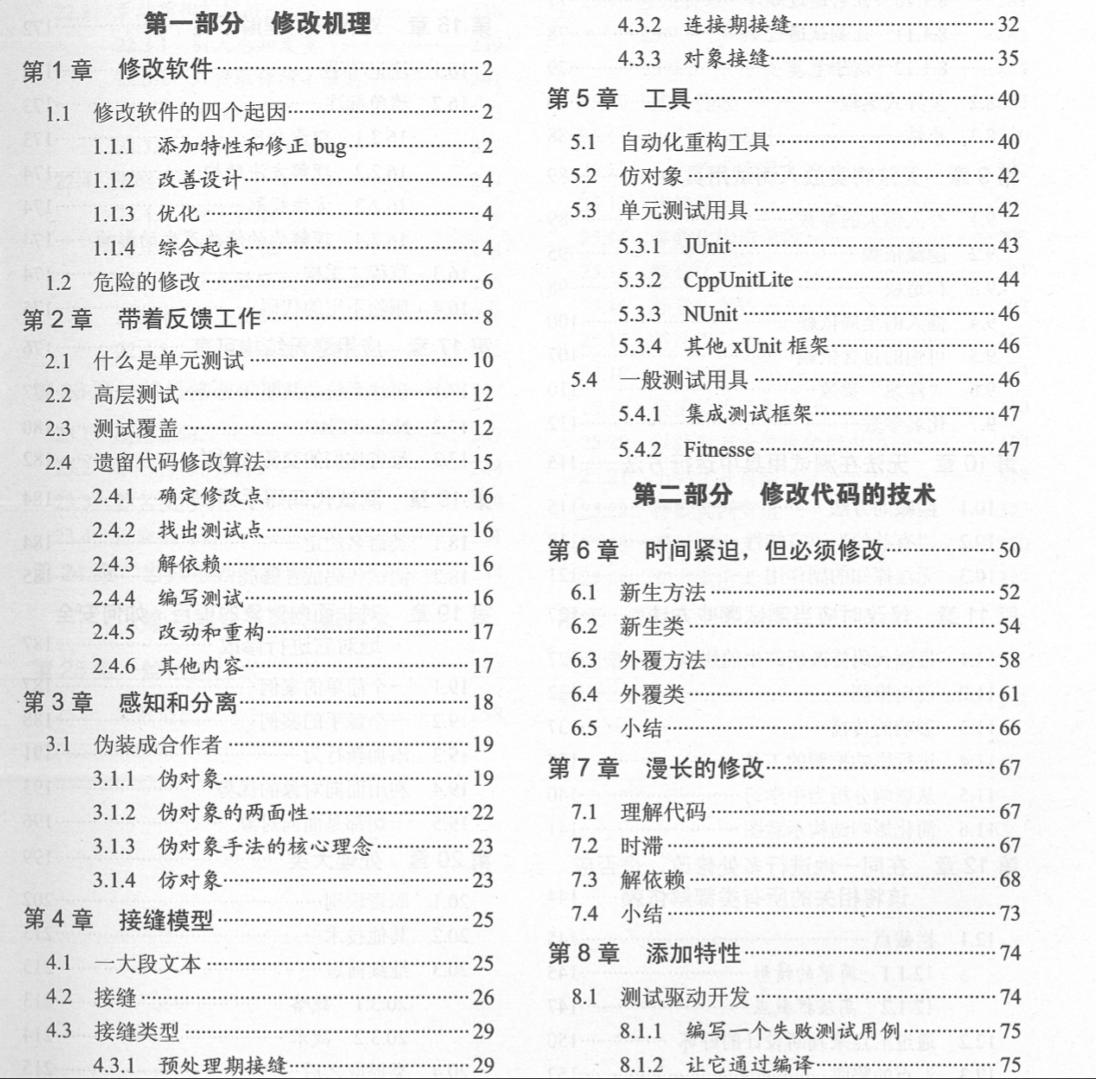 第一部分 修改机理
第1章 修改软件……2
1.1 修改软件的四个起因……2
1.1.1 添加特性和修正 bug……2
1.1.2 改善设计……4
1.1.3 优化……4
1.1.4 综合起来……4
1.2 危险的修改……6
第2章 带着反馈工作……8
2.1 什么是单元测试……10
2.2 高层测试……12
2.3 测试覆盖……12
2.4 遗留代码修改算法……15
2.4.1 确定修改点……16
2.4.2 找出测试点……16
2.4.3 解依赖……16
2.4.4 编写测试……16
2.4.5 改动和重构……17
2.4.6 其他内容……17
第3章 感知和分离……18
3.1 伪装成合作者……19
3.1.1 伪对象……19
3.1.2 伪对象的两面性……22
3.1.3 伪对象手法的核心理念……23
3.1.4 仿对象……23
第4章 接缝模型……25
4.1 一大段文本……25
4.2 接缝……26
4.3 接缝类型……29
4.3.1 预处理期接缝……29
4.3.2 连接期接缝……32
4.3.3 对象接缝……35
第5章 工具……40
5.1 自动化重构工具……40
5.2 仿对象……42
5.3 单元测试用具……42
5.3.1 JUnit……43
5.3.2 CppUnitLite……44
5.3.3 NUnit……46
5.3.4 其他 xUnit 框架……46
5.4 一般测试用具……46
5.4.1 集成测试框架……47
5.4.2 Fitnesse……47
第二部分 修改代码的技术
第6章 时间紧迫，但必须修改……50
6.1 新生方法……52
6.2 新生类……54
6.3 外覆方法……58
6.4 外覆类……61
6.5 小结……66
第7章 漫长的修改……67
7.1 理解代码……67
7.2 时滞……67
7.3 解依赖……68
7.4 小结……73
第8章 添加特性……74
8.1 测试驱动开发……74
8.1.1 编写一个失败测试用例……75
8.1.2 让它通过编译……75